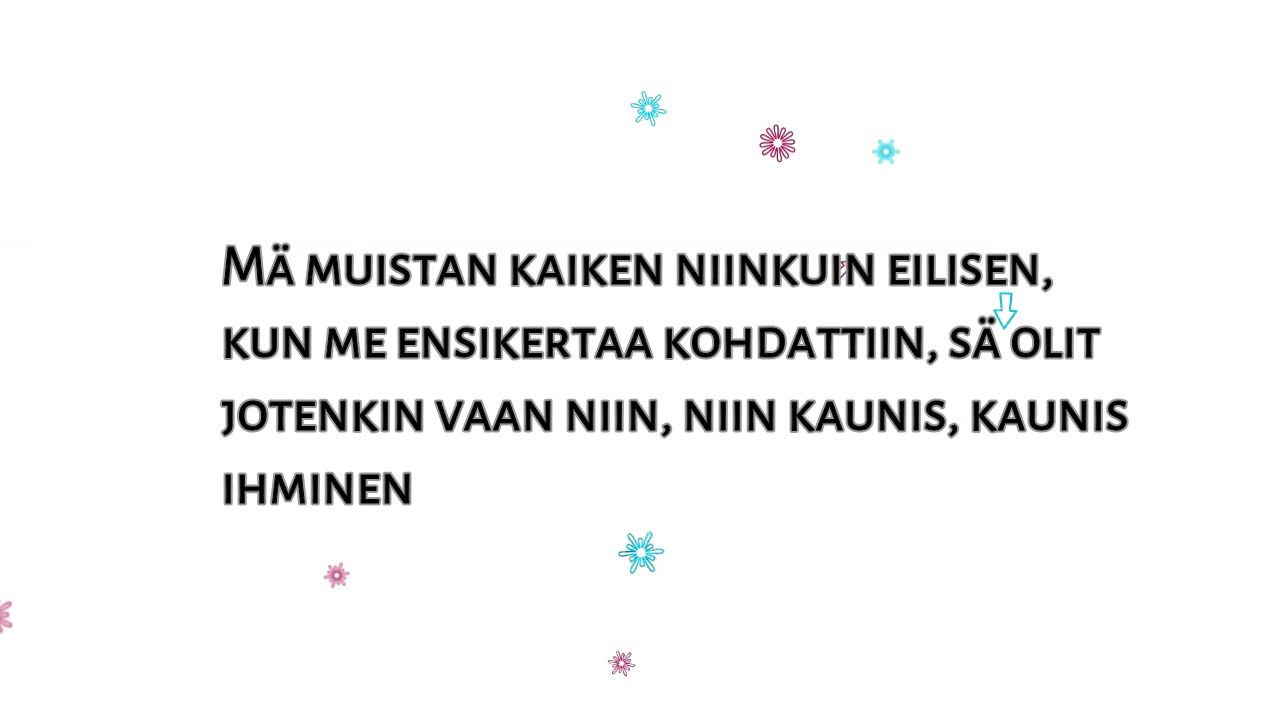 Mä muistan kaiken niinkuin eilisen,
kun me ensikertaa kohdattiin, sä olit
jotenkin vaan niin, niin kaunis, kaunis
ihminen